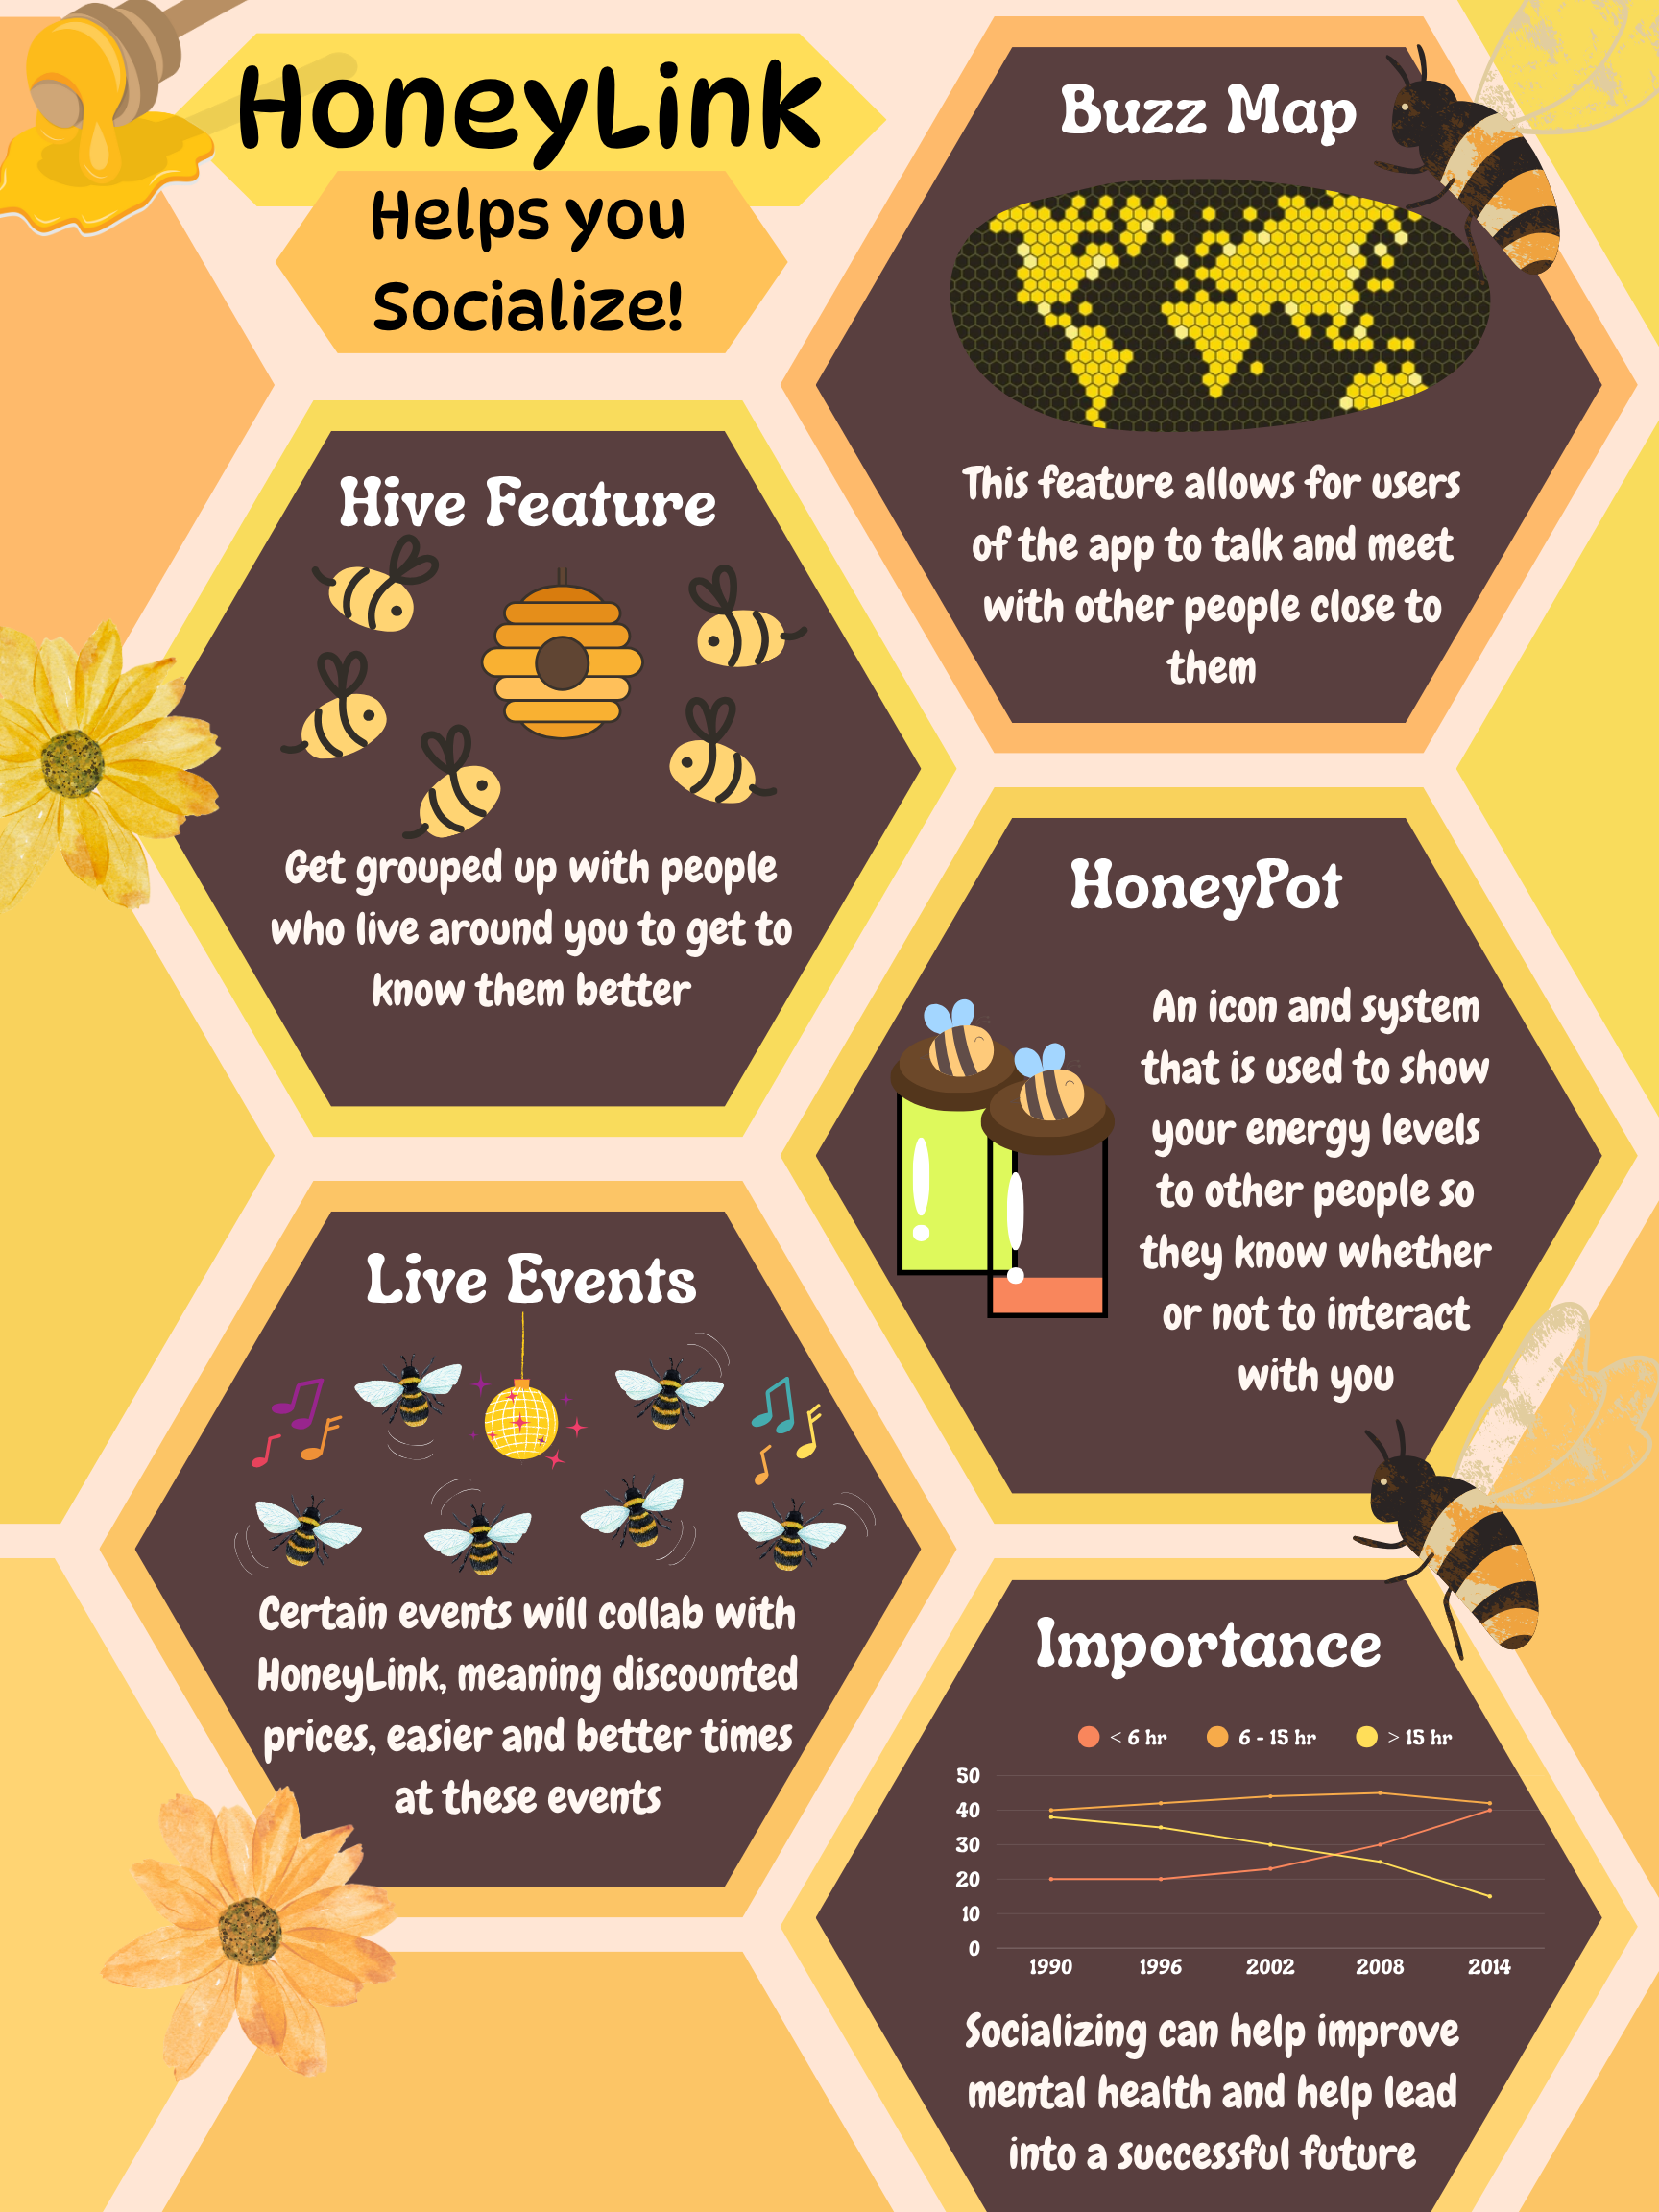 HoneyLink
Helps you
Socialize!
Buzz Map
This feature allows for users
of the app to talk and meet
with other people close to
them
Hive Feature
Get grouped up with people
who live around you to get to
know them better
HoneyPot
An icon and system
that is used to show
your energy levels
to other people so
they know whether
or not to interact
with you
Live Events
Certain events will collab with
HoneyLink, meaning discounted
prices, easier and better times
at these events
Importance
< 6 hr 6 - 15 hr > 15 hr
50
40
30
20
10
0
1990 1996 2002 2008 2014
Socializing can help improve
mental health and help lead
into a successful future